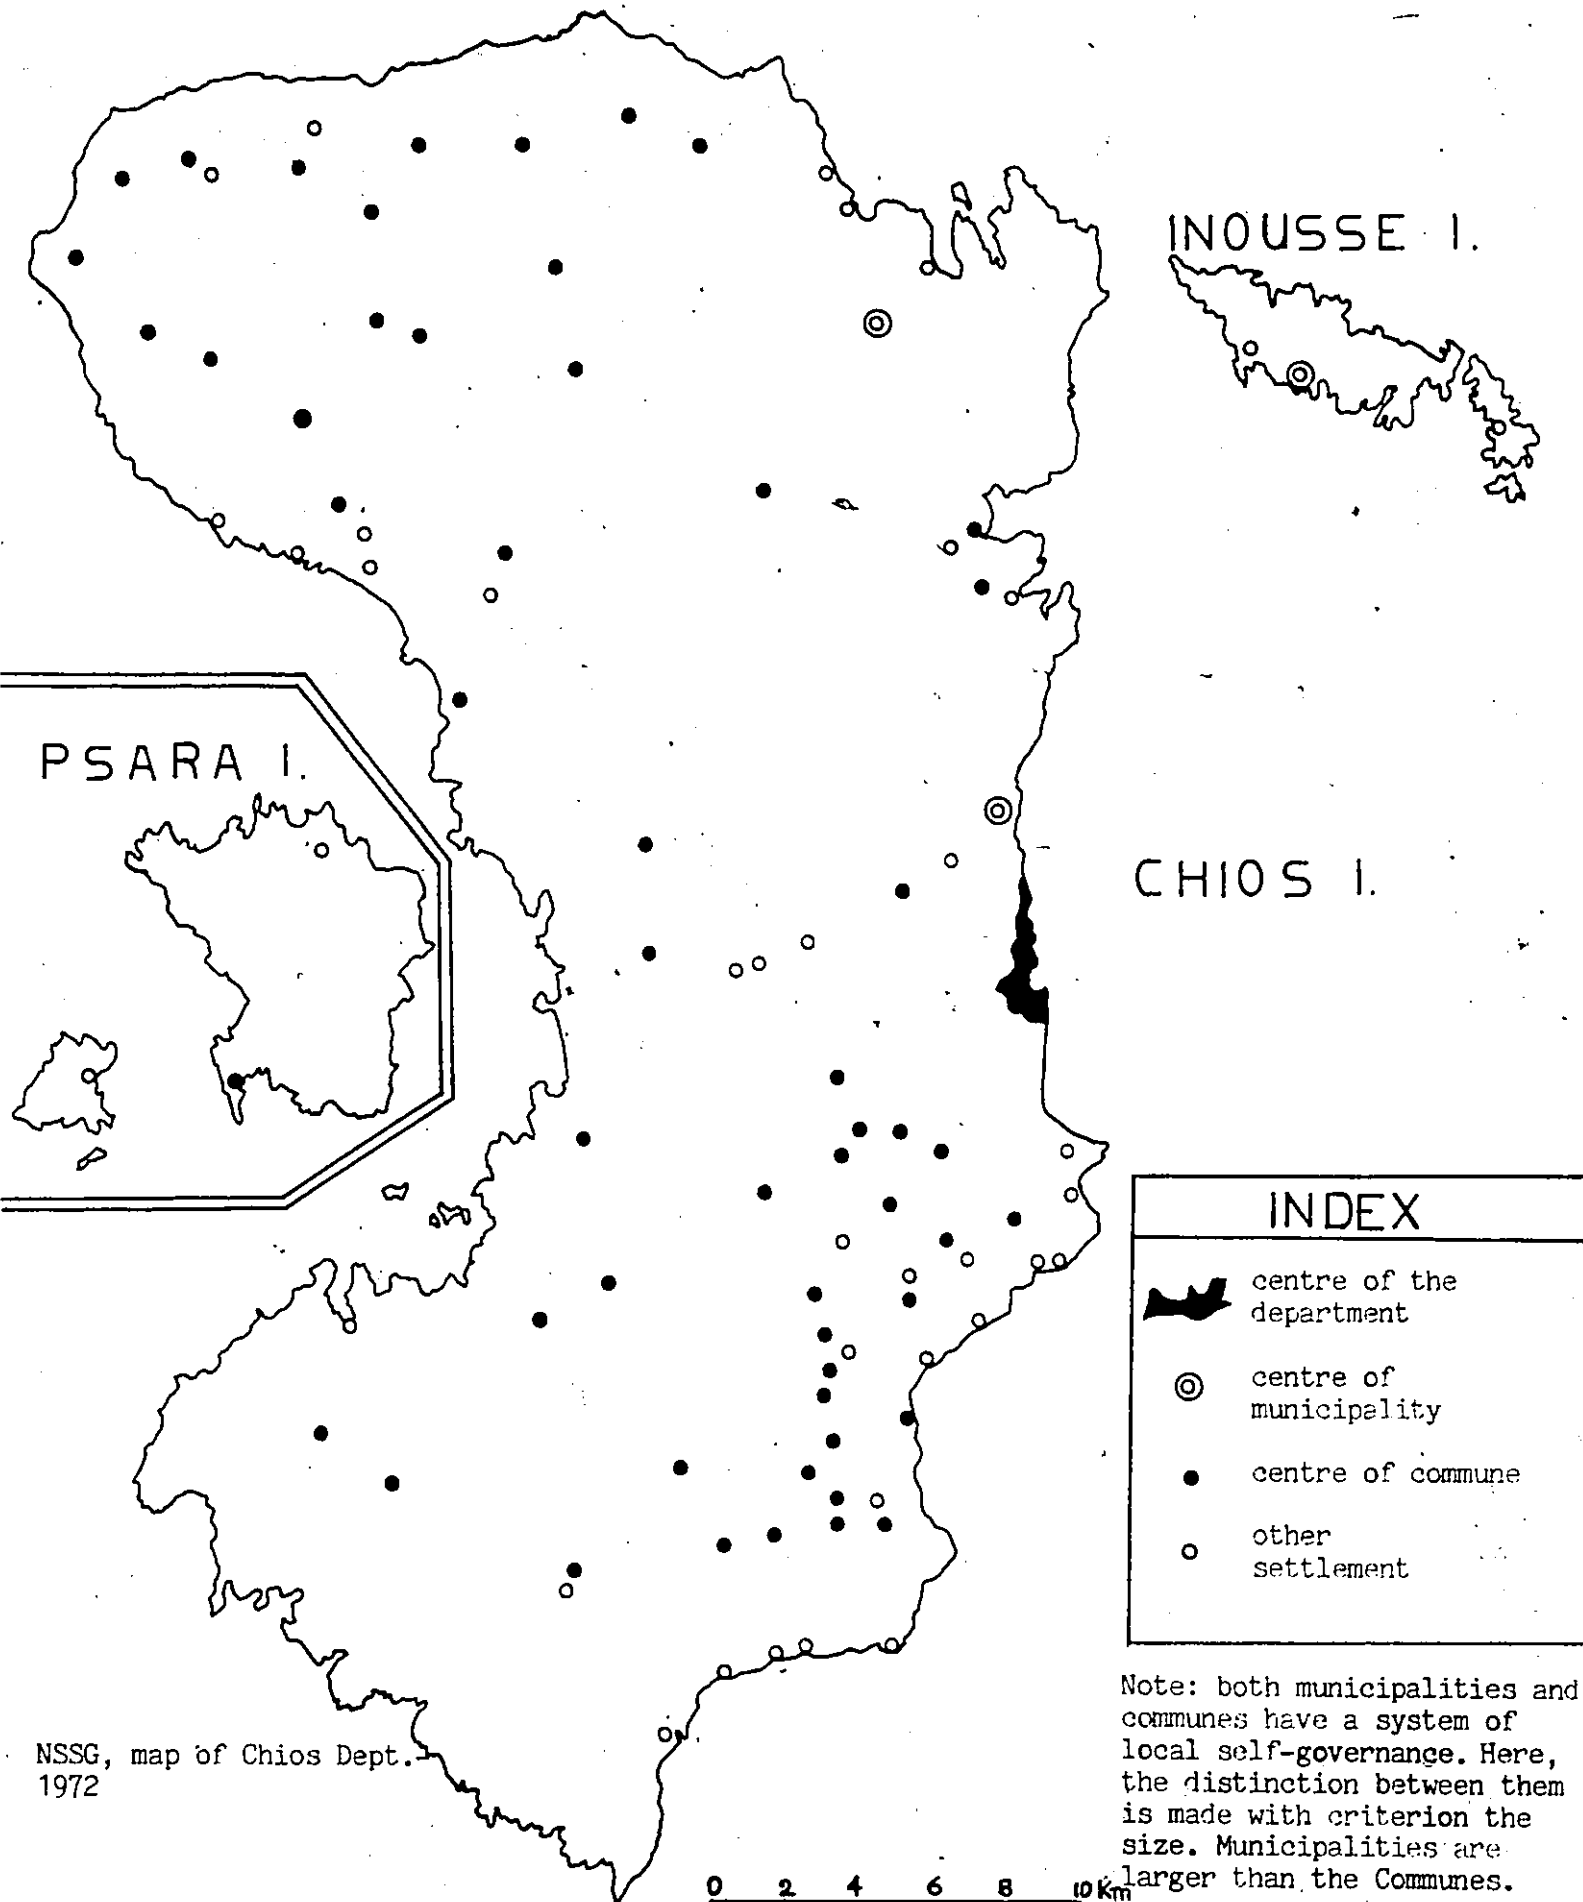 INOUSSE I.
PSARA I.
CHIOS I.
INDEX
centre of the
department
centre of
municipality
centre of commune
other
settlement
Note: both municipalities and
communes have a system of
local self-governance. Here,
the distinction between them
is made with criterion the
size. Municipalities are
larger than the Communes.
NSSG, map of Chios Dept.
1972
0 2 4 6 8 10 Km